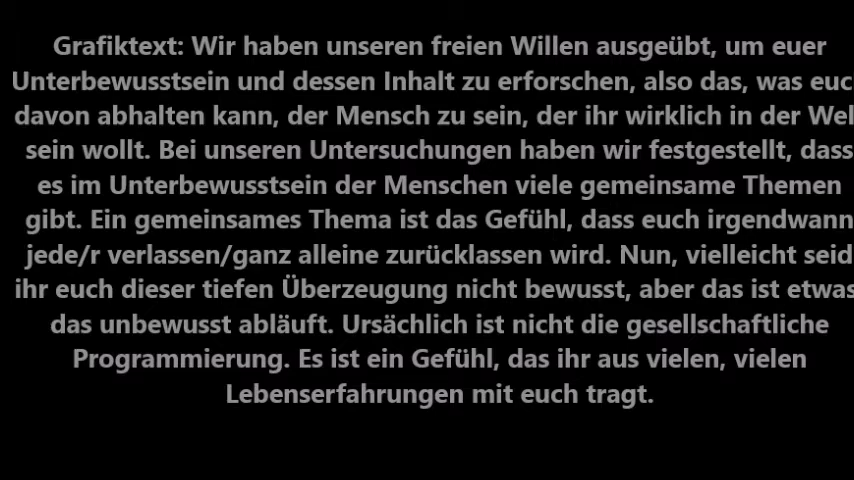 Grafiktext: Wir haben unseren freien Willen ausgeübt, um euer
Unterbewusstsein und dessen Inhalt zu erforschen, also das, was euc
davon abhalten kann, der Mensch zu sein, der ihr wirklich in der Wel
sein wollt. Bei unseren Untersuchungen haben wir festgestellt, dass
es im Unterbewusstsein der Menschen viele gemeinsame Themen
gibt. Ein gemeinsames Thema ist das Gefühl, dass euch irgendwann
jede/r verlassen/ganz alleine zurücklassen wird. Nun, vielleicht seid
ihr euch dieser tiefen Überzeugung nicht bewusst, aber das ist etwas
das unbewusst abläuft. Ursächlich ist nicht die gesellschaftliche
Programmierung. Es ist ein Gefühl, das ihr aus vielen, vielen
Lebenserfahrungen mit euch tragt.